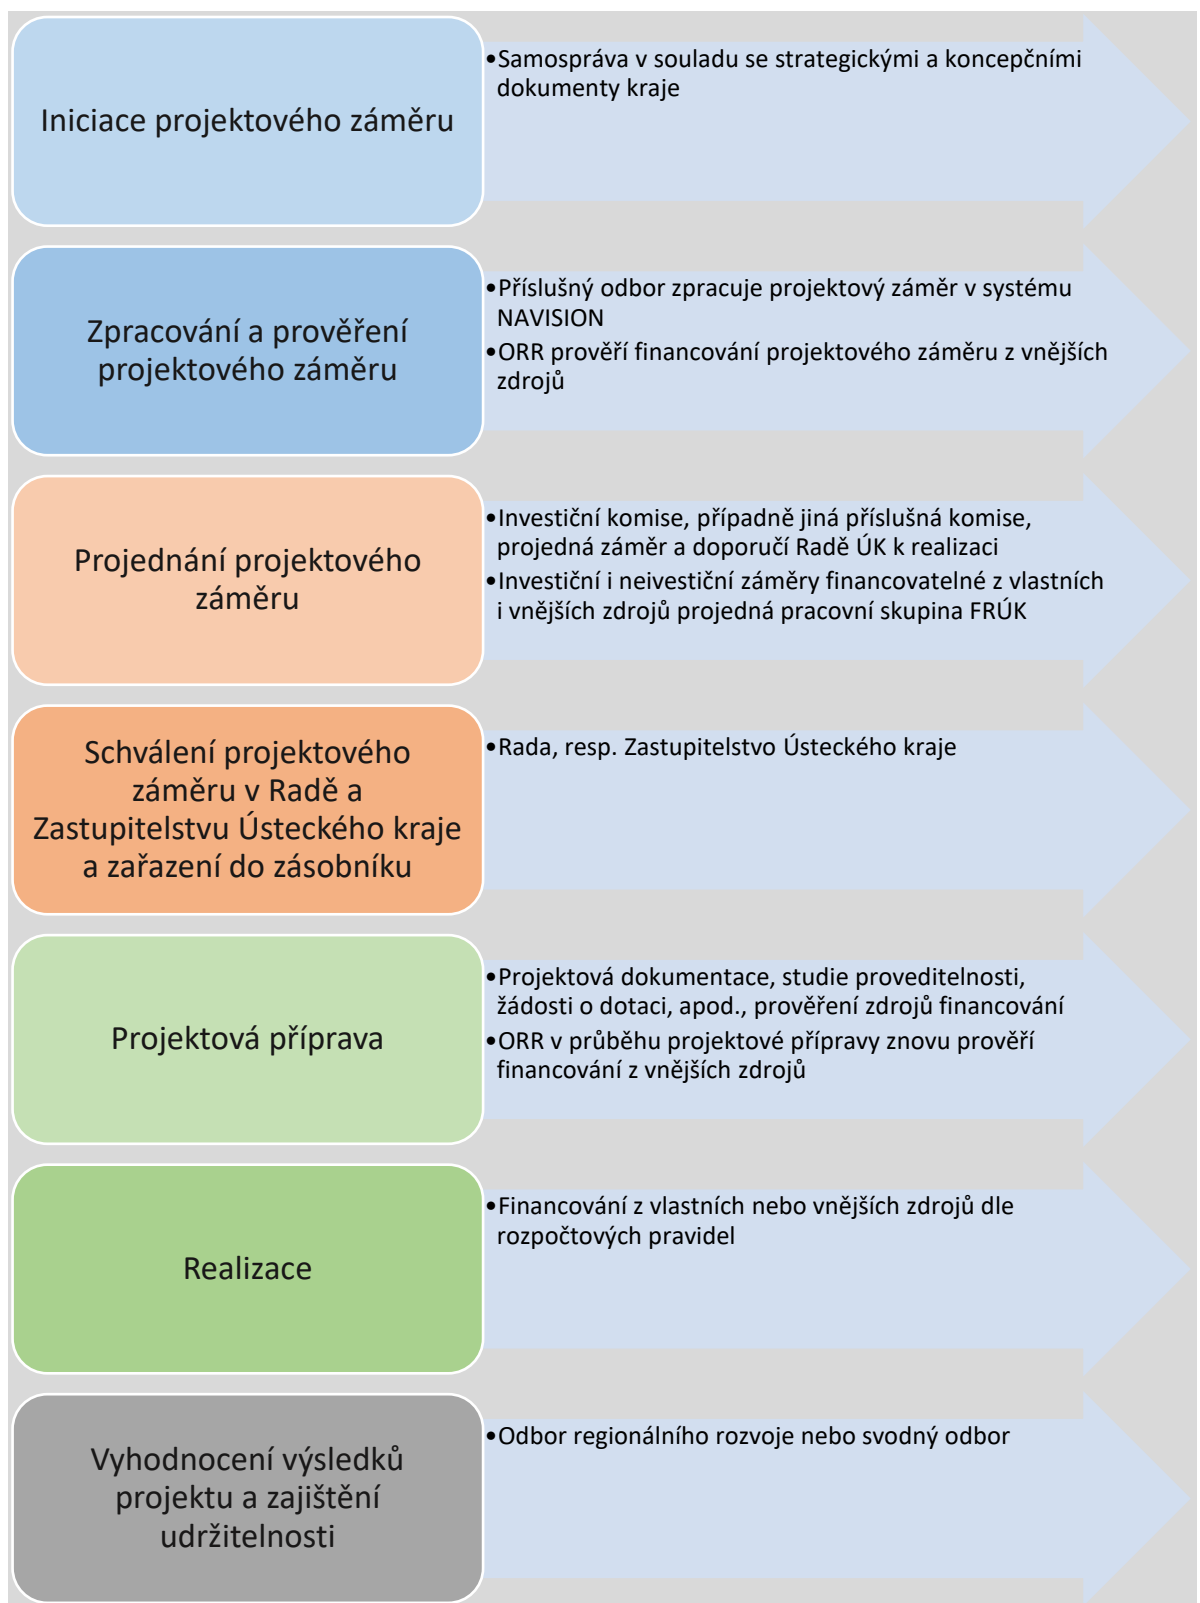 Iniciace projektového záměru
•Samospráva v souladu se strategickými a koncepčními
dokumenty kraje
Zpracování a prověření
projektového záměru
•Příslušný odbor zpracuje projektový záměr v systému
NAVISION
•ORR prověří financování projektového záměru z vnějších
zdrojů
Projednání projektového
záměru
•Investiční komise, případně jiná příslušná komise,
projedná záměr a doporučí Radě ÚK k realizaci
•Investiční i neivestiční záměry financovatelné z vlastních
i vnějších zdrojů projedná pracovní skupina FRÚK
Schválení projektového
záměru v Radě a
Zastupitelstvu Ústeckého kraje
a zařazení do zásobníku
•Rada, resp. Zastupitelstvo Ústeckého kraje
Projektová příprava
•Projektová dokumentace, studie proveditelnosti,
žádosti o dotaci, apod., prověření zdrojů financování
•ORR v průběhu projektové přípravy znovu prověří
financování z vnějších zdrojů
Realizace
•Financování z vlastních nebo vnějších zdrojů dle
rozpočtových pravidel
Vyhodnocení výsledků
projektu a zajištění
udržitelnosti
•Odbor regionálního rozvoje nebo svodný odbor